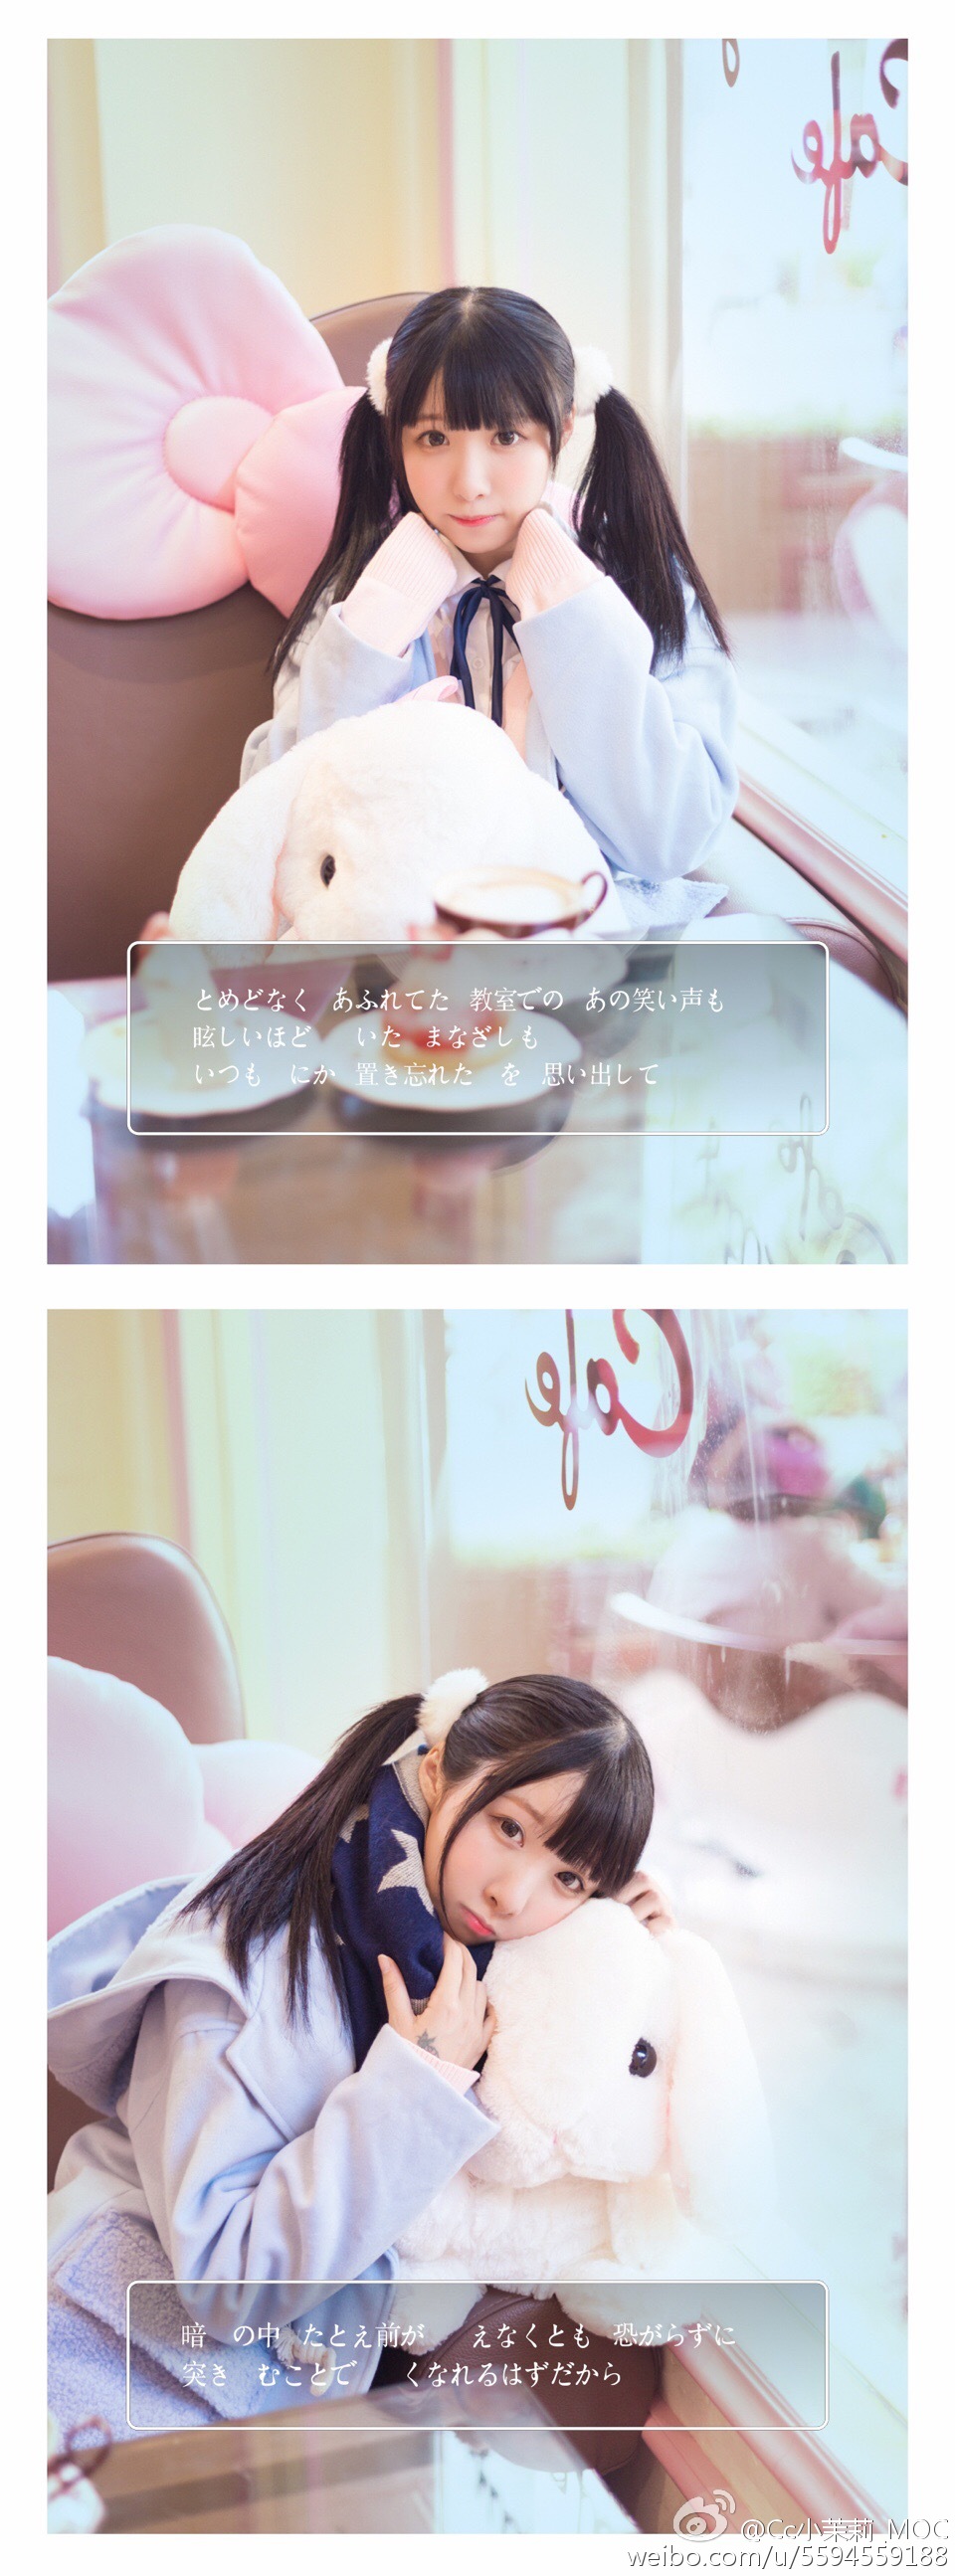 Cafe
とめどなく あふれてた 教室での あの笑い声も
眩しいほど いた まなざしも
いつも にか 置き忘れた を 思い出して
Cafe
暗 の中 たとえ前が えなくとも 恐がらずに
突き むことで くなれるはずだから
@Cc小茉莉_MOC
weibo.com/u/5594559188